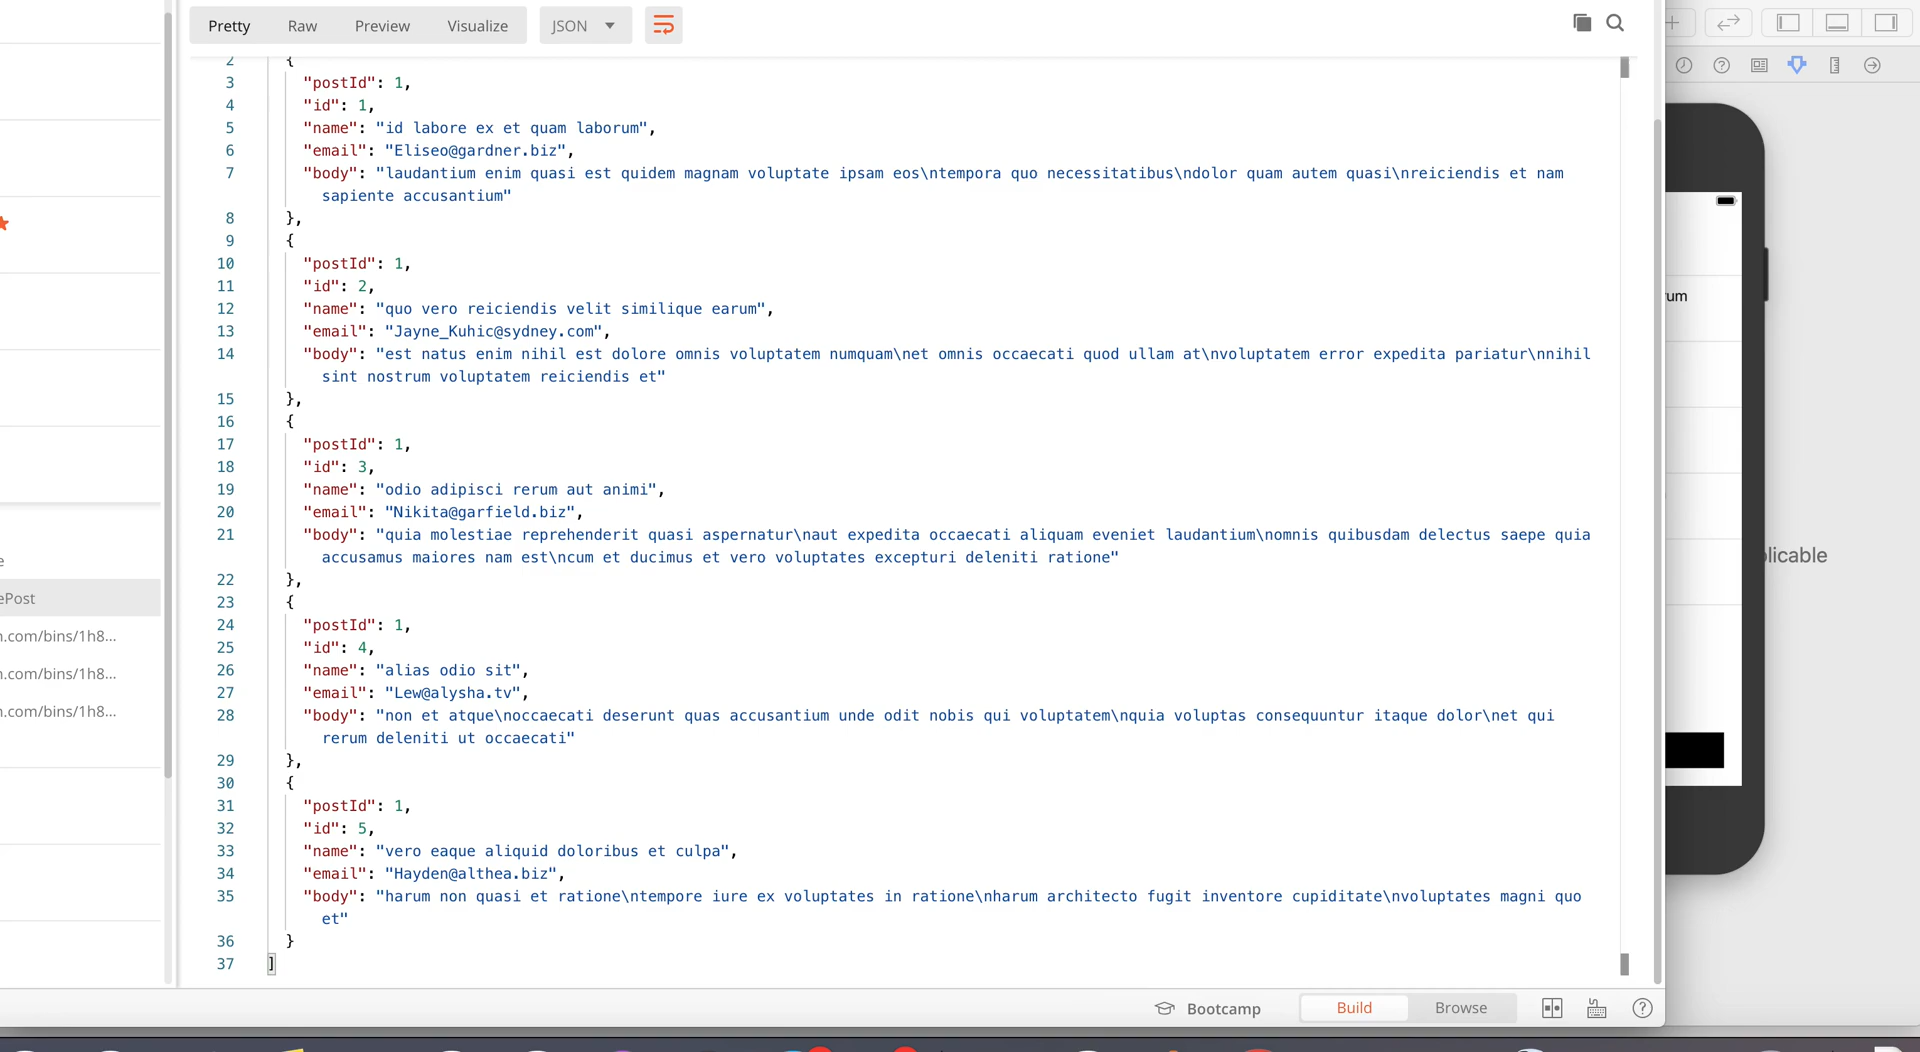 Pretty Raw Preview Visualize JSON
2 {
3 "postId": 1,
4 "id": 1,
5 "name": "id labore ex et quam laborum",
6 "email": "Eliseo@gardner.biz",
7 "body": "laudantium enim quasi est quidem magnam voluptate ipsam eos\ntempora quo necessitatibus\ndolor quam autem quasi\nreiciendis et nam
sapiente accusantium"
8 },
9 {
10 "postId": 1,
11 "id": 2,
12 "name": "quo vero reiciendis velit similique earum",
13 "email": "Jayne_Kuhic@sydney.com",
14 "body": "est natus enim nihil est dolore omnis voluptatem numquam\net omnis occaecati quod ullam at\nvoluptatem error expedita pariatur\nnihil
sint nostrum voluptatem reiciendis et"
15 },
16 {
17 "postId": 1,
18 "id": 3,
19 "name": "odio adipisci rerum aut animi",
20 "email": "Nikita@garfield.biz",
21 "body": "quia molestiae reprehenderit quasi aspernatur\naut expedita occaecati aliquam eveniet laudantium\nomnis quibusdam delectus saepe quia
accusamus maiores nam est\ncum et ducimus et vero voluptates excepturi deleniti ratione"
22 },
23 {
24 "postId": 1,
25 "id": 4,
26 "name": "alias odio sit",
27 "email": "Lew@alysha.tv",
28 "body": "non et atque\noccaecati deserunt quas accusantium unde odit nobis qui voluptatem\nquia voluptas consequuntur itaque dolor\net qui
rerum deleniti ut occaecati"
29 },
30 {
31 "postId": 1,
32 "id": 5,
33 "name": "vero eaque aliquid doloribus et culpa",
34 "email": "Hayden@althea.biz",
35 "body": "harum non quasi et ratione\ntempore iure ex voluptates in ratione\nharum architecto fugit inventore cupiditate\nvoluptates magni quo
et"
36 }
37 ]
e
ePost
n.com/bins/1h8...
n.com/bins/1h8...
n.com/bins/1h8...
rum
plicable
Bootcamp Build Browse